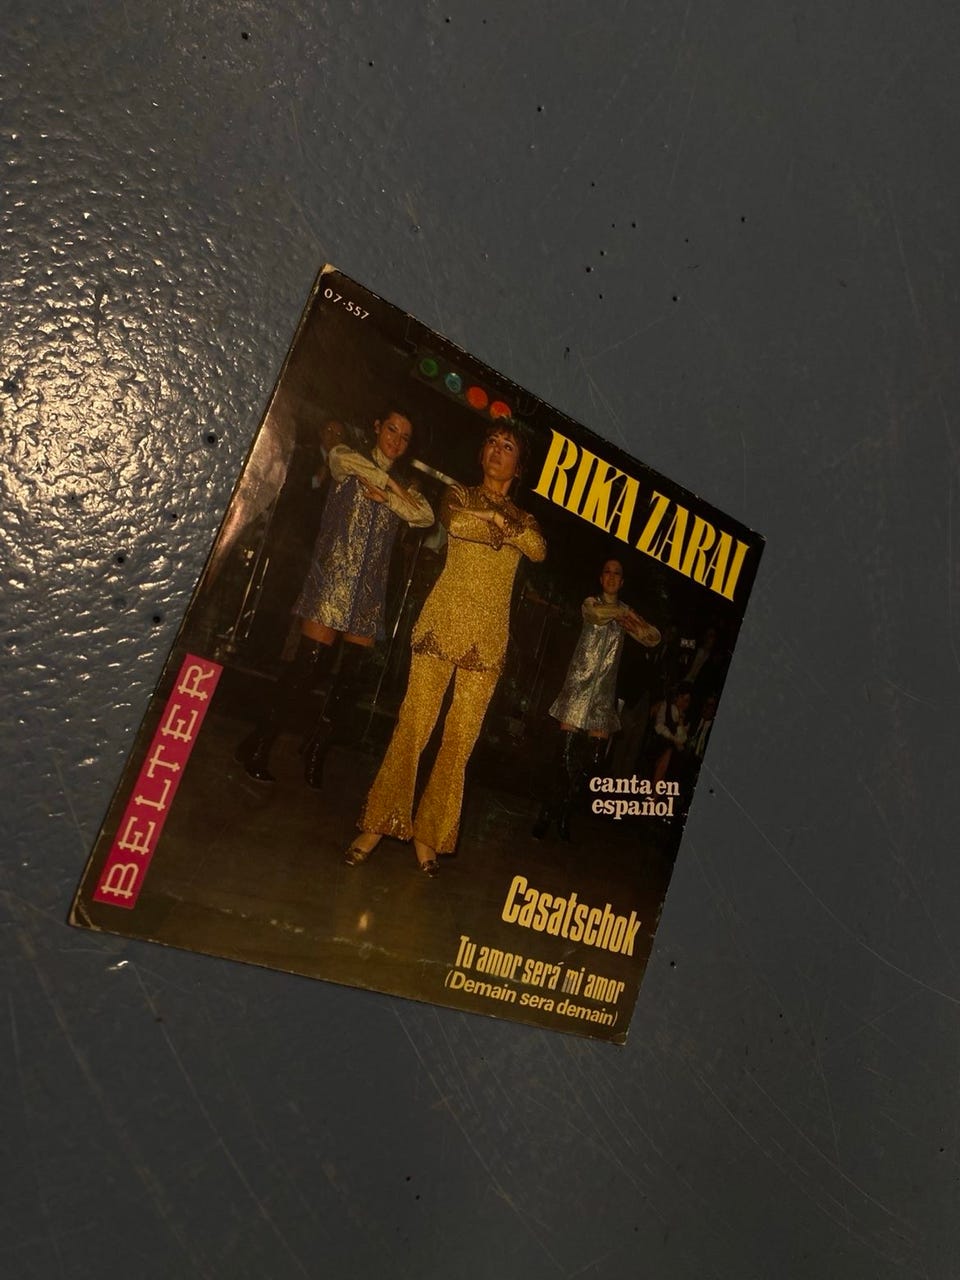 07·557
RIKA ZARAI
BELTER
canta en
español
Casatschok
Tu amor será mi amor
(Demain sera demain)